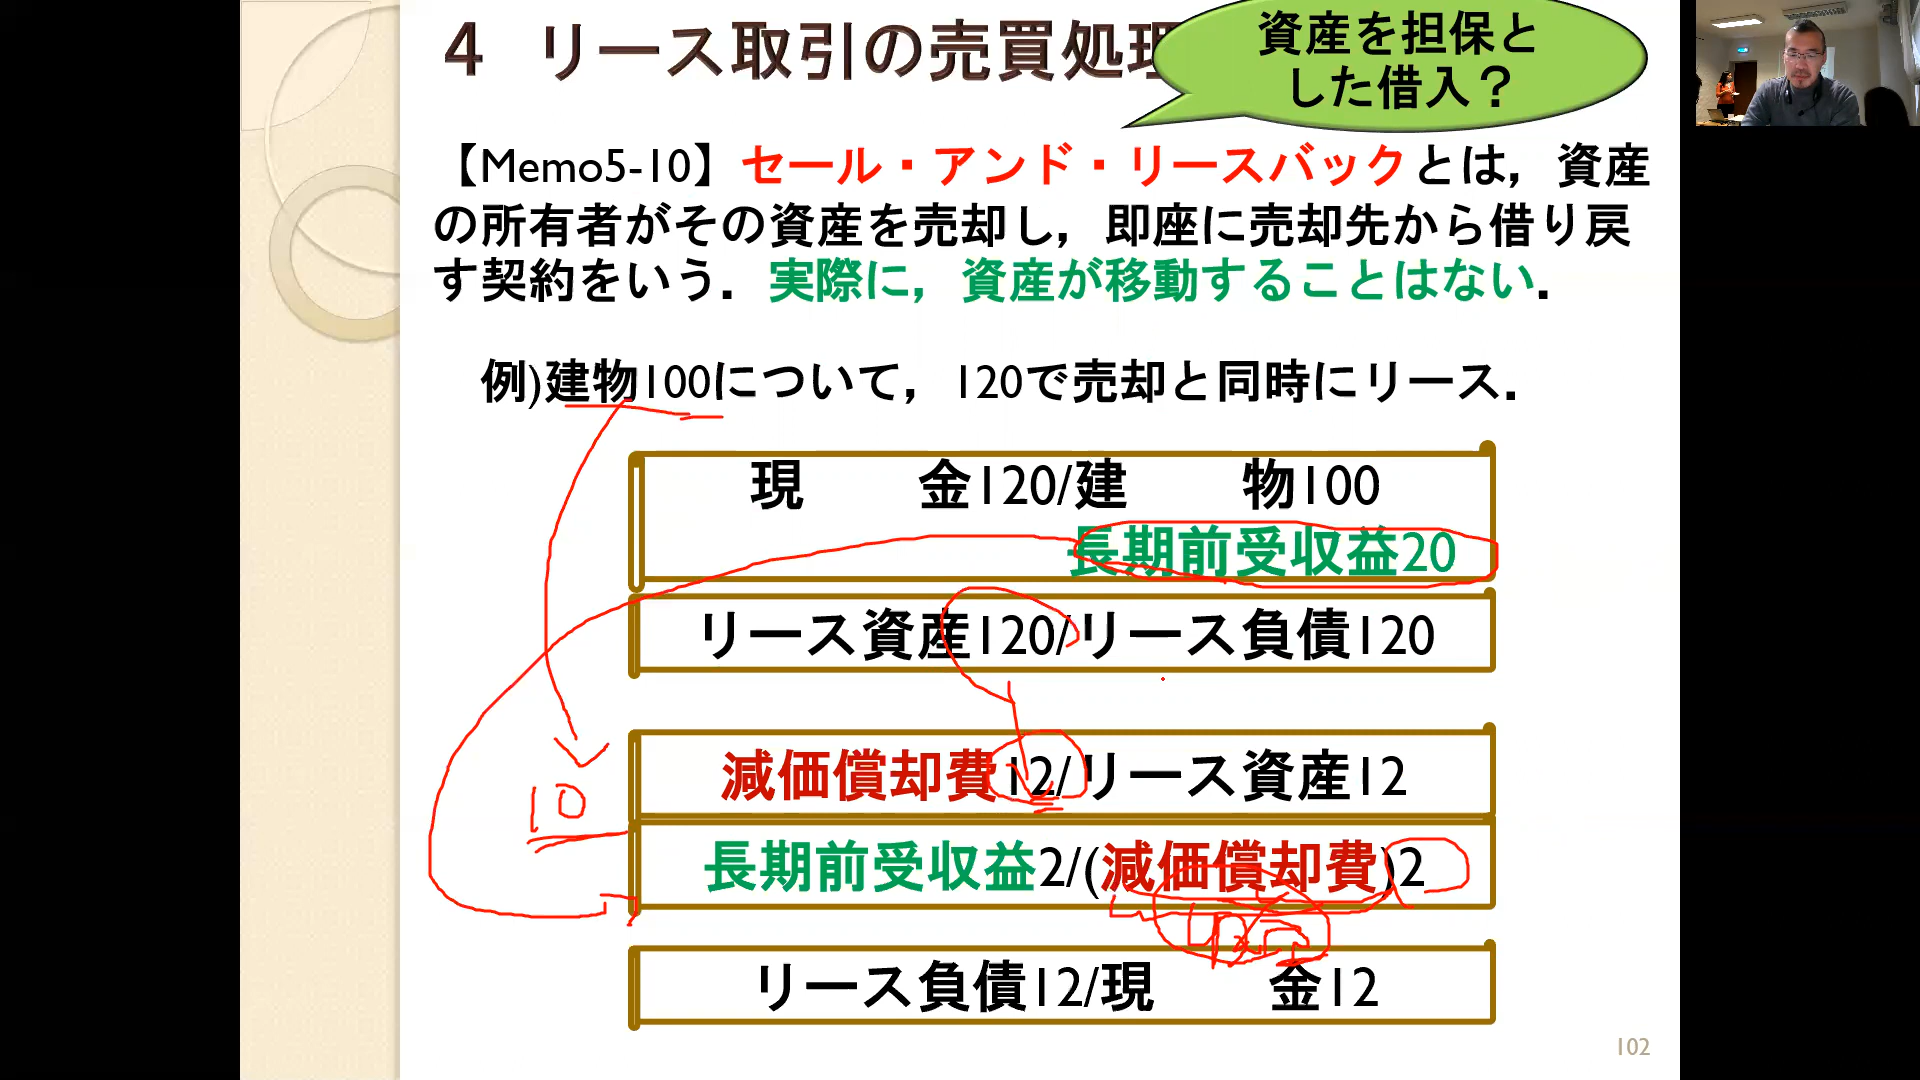 ４　リース取引の売買処理
資産を担保と
した借入？
【Memo5-10】セール・アンド・リースバックとは，資産
の所有者がその資産を売却し，即座に売却先から借り戻
す契約をいう．実際に，資産が移動することはない．
例)建物100について，120で売却と同時にリース．
現　　金120/建　　物100
長期前受収益20
リース資産120/リース負債120
減価償却費12/リース資産12
10
長期前受収益2/(減価償却費)2
リース負債12/現　　金12
102